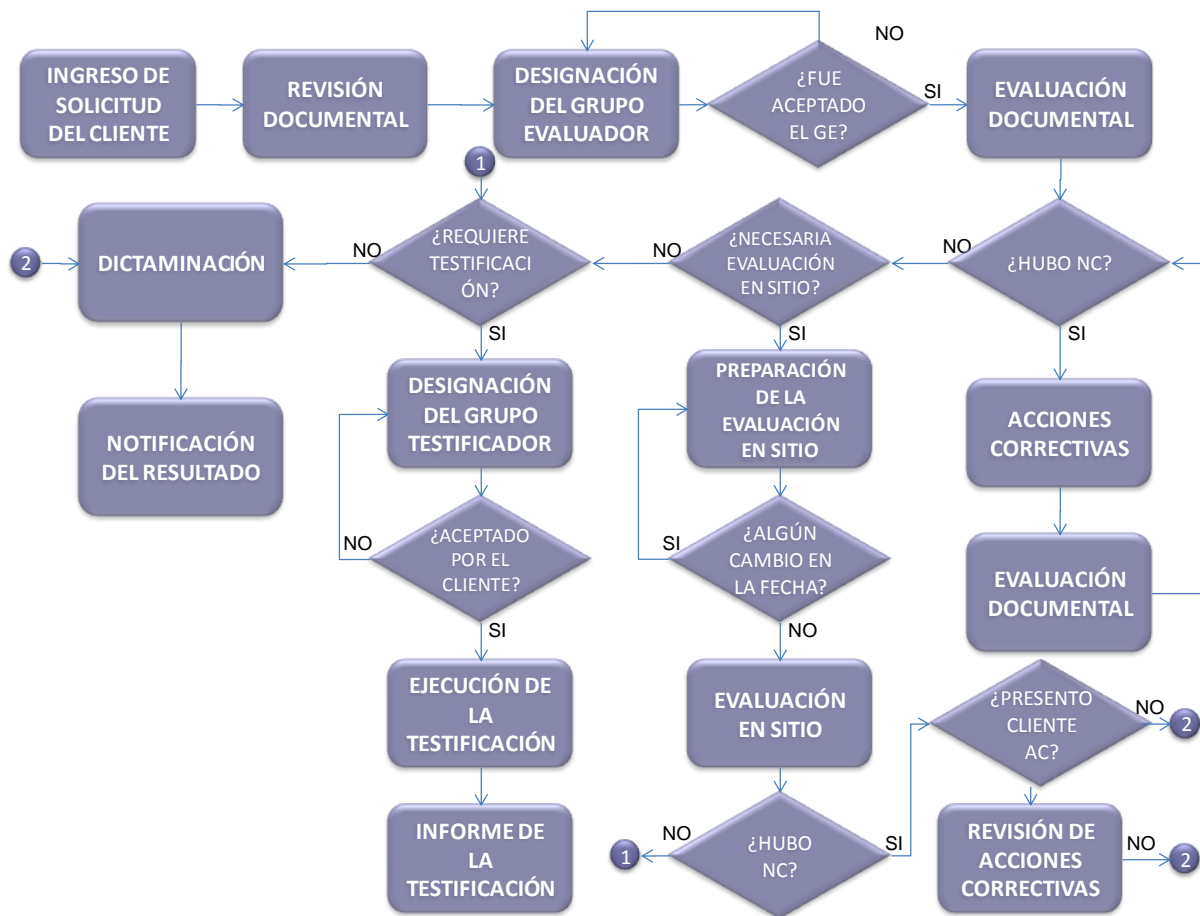 INGRESO DE
SOLICITUD
DEL CLIENTE
REVISIÓN
DOCUMENTAL
DESIGNACIÓN
DEL GRUPO
EVALUADOR
¿FUE
ACEPTADO
EL GE?
NO
SI
EVALUACIÓN
DOCUMENTAL
1
2
DICTAMINACIÓN
NO
¿REQUIERE
TESTIFICACI
ÓN?
NO
¿NECESARIA
EVALUACIÓN
EN SITIO?
NO
¿HUBO NC?
SI
SI
SI
NOTIFICACIÓN
DEL RESULTADO
DESIGNACIÓN
DEL GRUPO
TESTIFICADOR
PREPARACIÓN
DE LA
EVALUACIÓN
EN SITIO
ACCIONES
CORRECTIVAS
NO
¿ACEPTADO
POR EL
CLIENTE?
SI
SI
¿ALGÚN
CAMBIO EN
LA FECHA?
NO
EVALUACIÓN
DOCUMENTAL
EJECUCIÓN DE
LA
TESTIFICACIÓN
EVALUACIÓN
EN SITIO
¿PRESENTO
CLIENTE
AC?
NO
2
INFORME DE
LA
TESTIFICACIÓN
1
NO
¿HUBO
NC?
SI
REVISIÓN DE
ACCIONES
CORRECTIVAS
NO
2